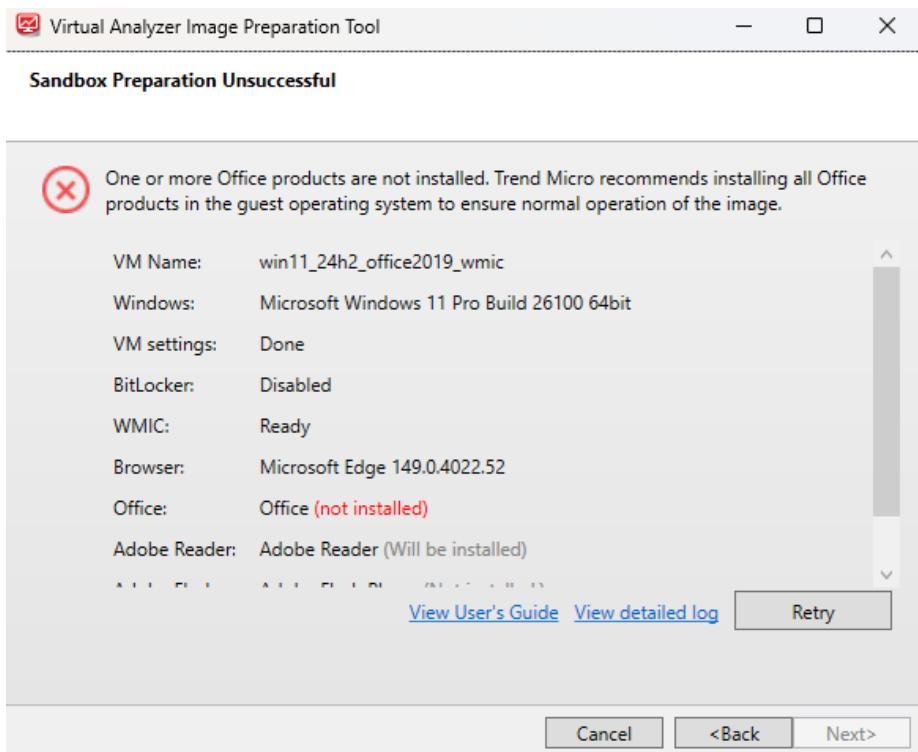 Virtual Analyzer Image Preparation Tool
Sandbox Preparation Unsuccessful
One or more Office products are not installed. Trend Micro recommends installing all Office
products in the guest operating system to ensure normal operation of the image.
VM Name: win11_24h2_office2019_wmic
Windows: Microsoft Windows 11 Pro Build 26100 64bit
VM settings: Done
BitLocker: Disabled
WMIC: Ready
Browser: Microsoft Edge 149.0.4022.52
Office: Office (not installed)
Adobe Reader: Adobe Reader (Will be installed)
View User's Guide View detailed log Retry
Cancel <Back Next>